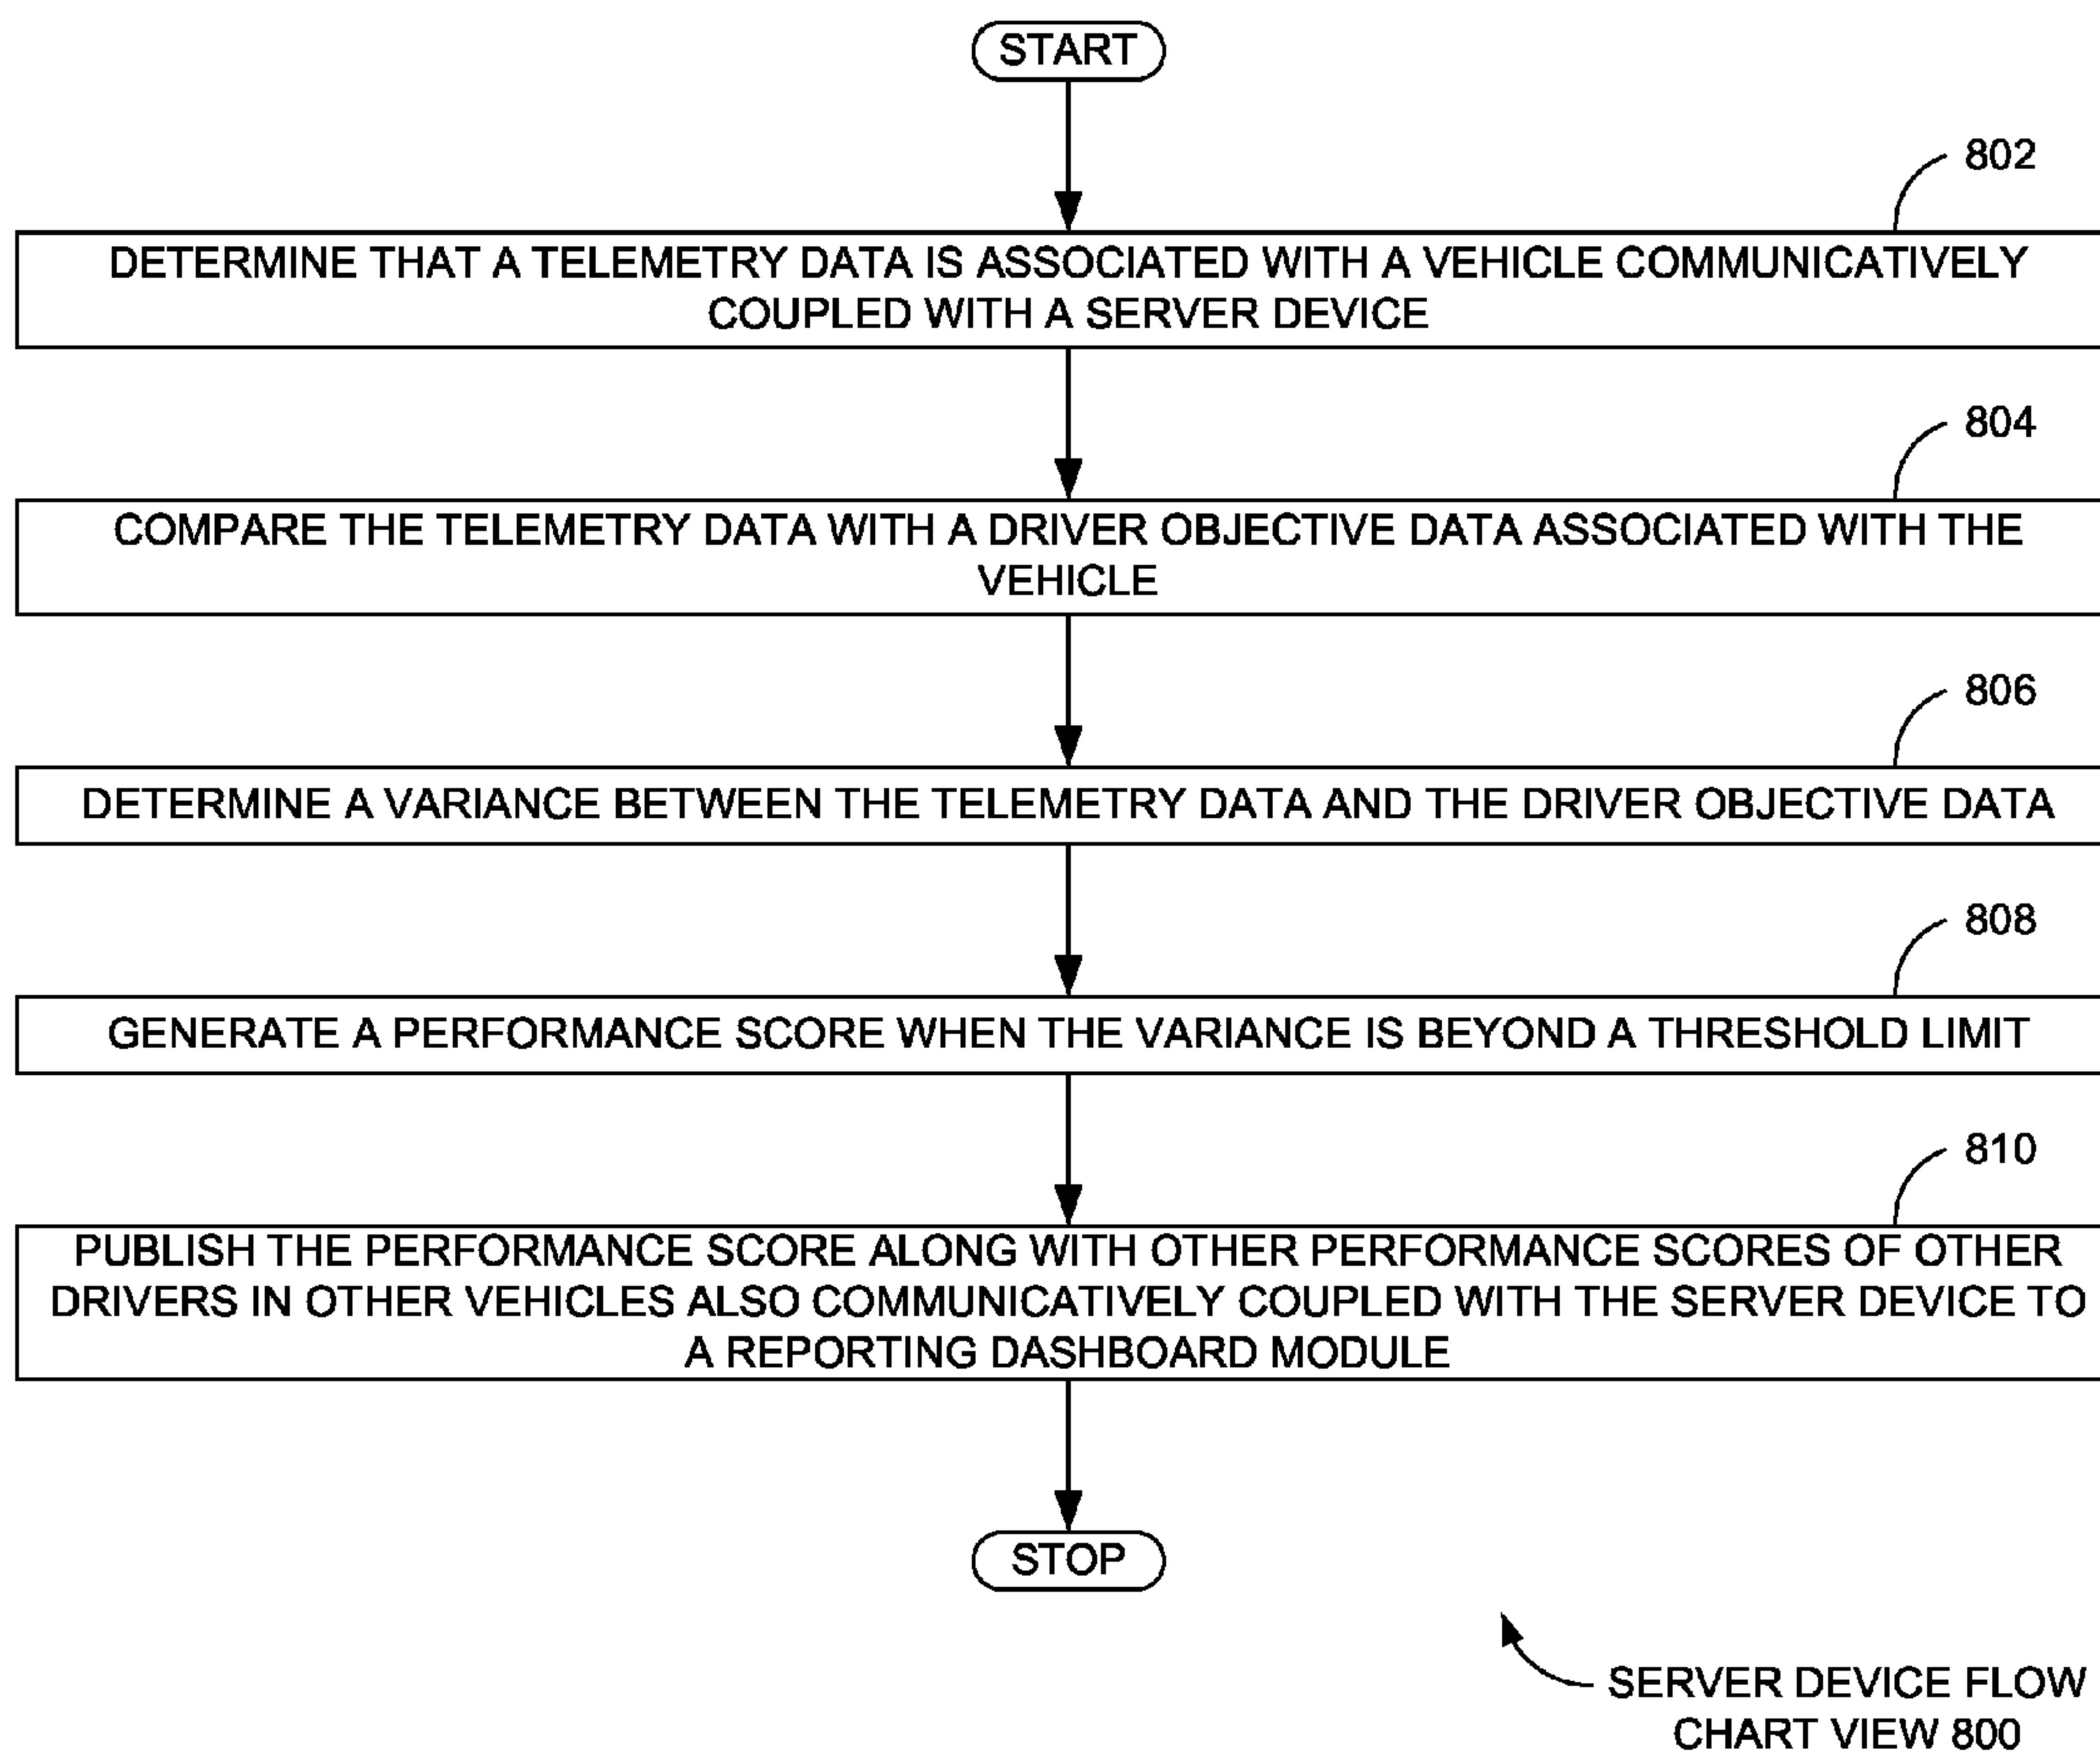 START
802
DETERMINE THAT A TELEMETRY DATA IS ASSOCIATED WITH A VEHICLE COMMUNICATIVELY
COUPLED WITH A SERVER DEVICE
804
COMPARE THE TELEMETRY DATA WITH A DRIVER OBJECTIVE DATA ASSOCIATED WITH THE
VEHICLE
806
DETERMINE A VARIANCE BETWEEN THE TELEMETRY DATA AND THE DRIVER OBJECTIVE DATA
808
GENERATE A PERFORMANCE SCORE WHEN THE VARIANCE IS BEYOND A THRESHOLD LIMIT
810
PUBLISH THE PERFORMANCE SCORE ALONG WITH OTHER PERFORMANCE SCORES OF OTHER
DRIVERS IN OTHER VEHICLES ALSO COMMUNICATIVELY COUPLED WITH THE SERVER DEVICE TO
A REPORTING DASHBOARD MODULE
STOP
SERVER DEVICE FLOW
CHART VIEW 800